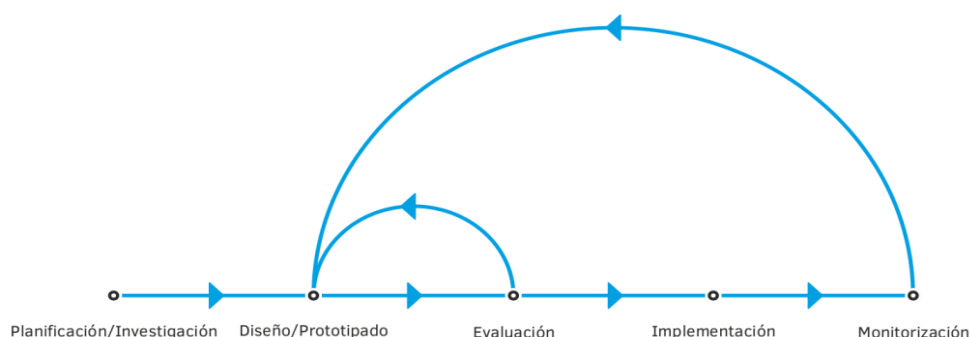 Planificación/Investigación
Diseño/Prototipado
Evaluación
Implementación
Monitorización